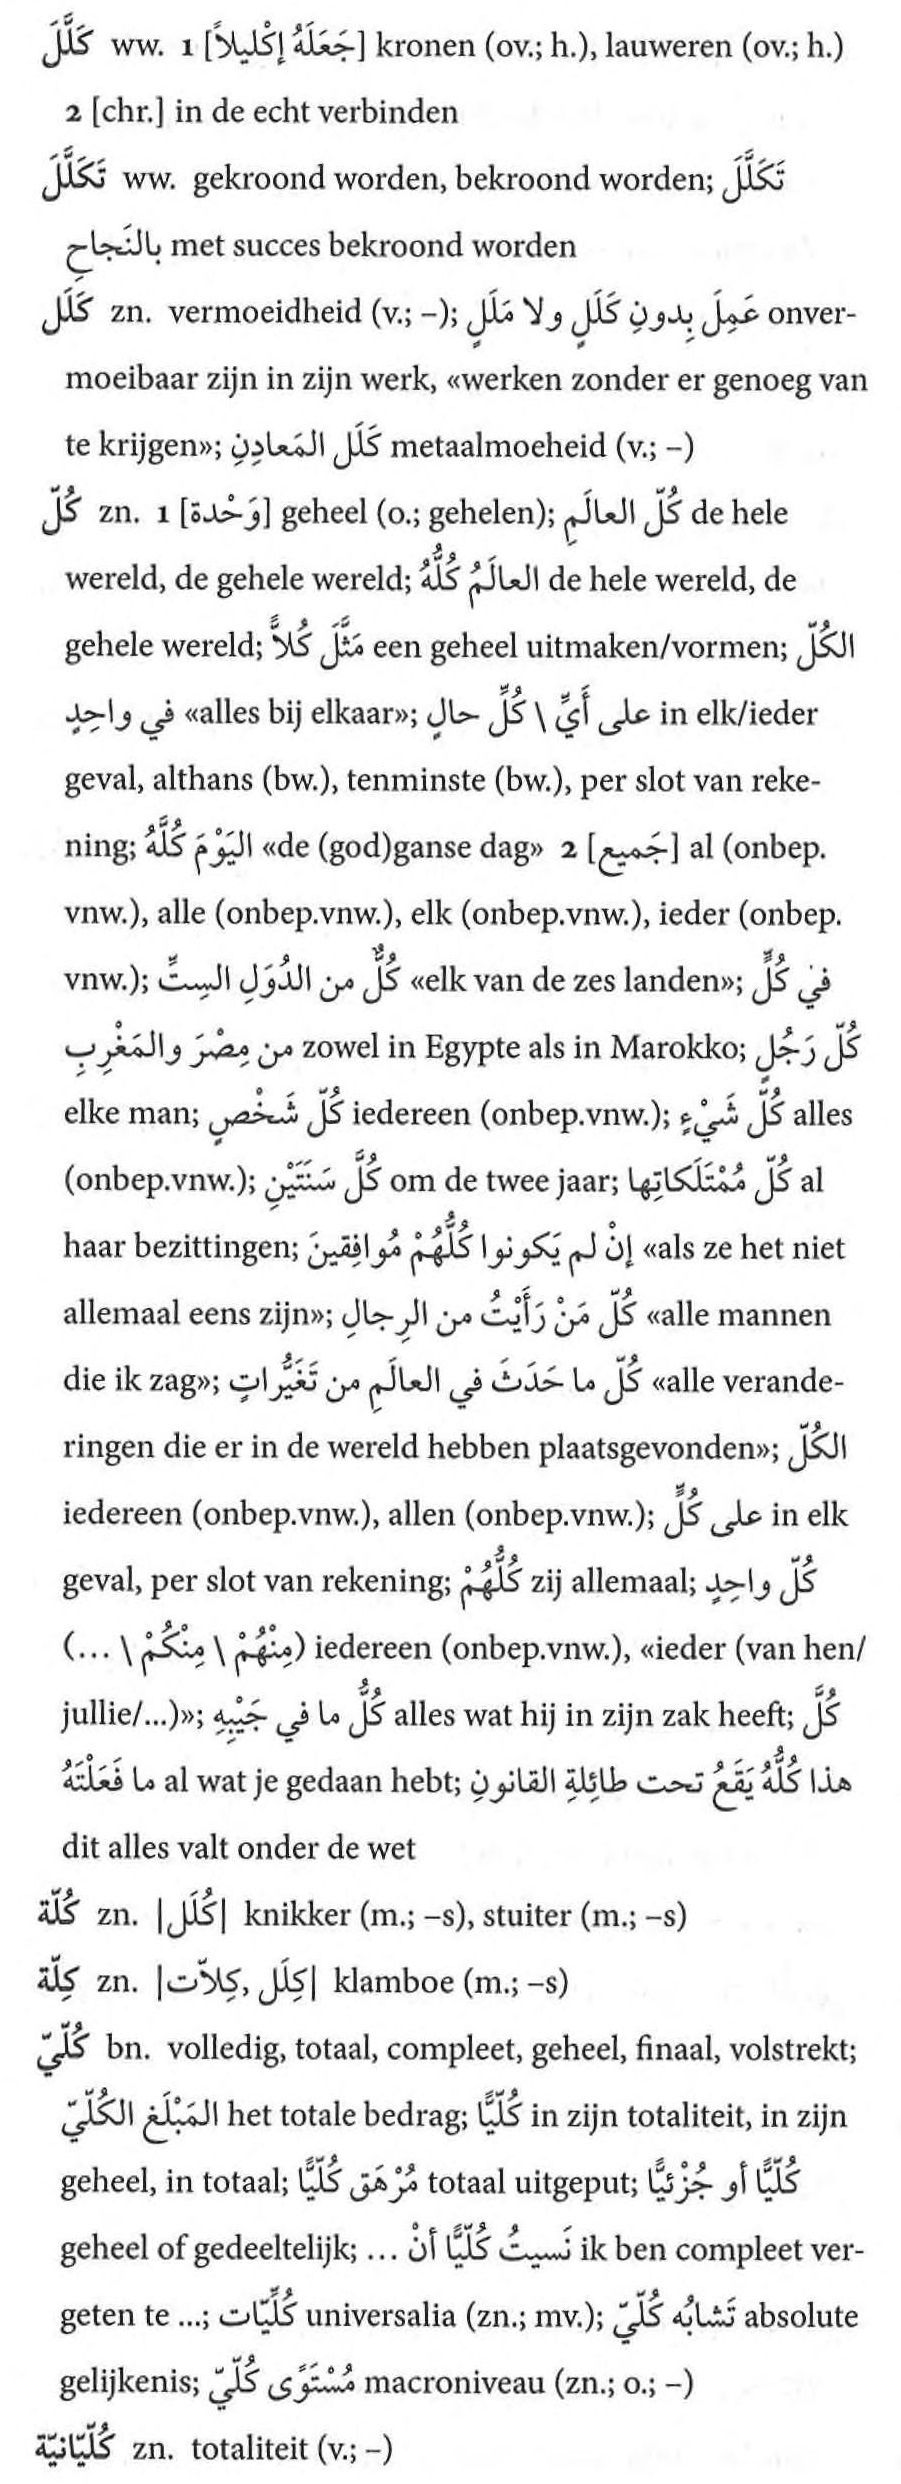 كَلَّلَ ww. 1 [جَعَلَهُ إكْليلاً] kronen (ov.; h.), lauweren (ov.; h.)
2 [chr.] in de echt verbinden
تَكَلَّلَ ww. gekroond worden, bekroond worden; تَكَلَّلَ
بالنَجاحِ met succes bekroond worden
كَلَل zn. vermoeidheid (v.; –); عَمِلَ بِدونِ كَلَلٍ ولا مَلَلٍ onver-
moeibaar zijn in zijn werk, «werken zonder er genoeg van
te krijgen»; كَلَل المَعادِنِ metaalmoeheid (v.; –)
كُلّ zn. 1 [وَحْدة] geheel (o.; gehelen); كُلّ العالَمِ de hele
wereld, de gehele wereld; العالَمُ كُلُّهُ de hele wereld, de
gehele wereld; مَثَّلَ كُلاًّ een geheel uitmaken/vormen; الكُلّ
في واحِدٍ «alles bij elkaar»; على أَيِّ \ كُلِّ حالٍ in elk/ieder
geval, althans (bw.), tenminste (bw.), per slot van reke-
ning; اليَوْمَ كُلَّهُ «de (god)ganse dag» 2 [جَميع] al (onbep.
vnw.), alle (onbep.vnw.), elk (onbep.vnw.), ieder (onbep.
vnw.); كُلٌّ من الدُوَلِ السِتِّ «elk van de zes landen»; في كُلٍّ
من مِصْرَ والمَغْرِبِ zowel in Egypte als in Marokko; كُلّ رَجُلٍ
elke man; كُلّ شَخْصٍ iedereen (onbep.vnw.); كُلّ شَيْءٍ alles
(onbep.vnw.); كُلَّ سَنَتَيْنِ om de twee jaar; كُلّ مُمْتَلَكاتِها al
haar bezittingen; إنْ لم يَكونوا كُلُّهُمْ مُوافِقينَ «als ze het niet
allemaal eens zijn»; كُلّ مَنْ رَأَيْتُ من الرِجالِ «alle mannen
die ik zag»; كُلّ ما حَدَثَ في العالَمِ من تَغَيُّراتٍ «alle verande-
ringen die er in de wereld hebben plaatsgevonden»; الكُلّ
iedereen (onbep.vnw.), allen (onbep.vnw.); على كُلٍّ in elk
geval, per slot van rekening; كُلُّهُمْ zij allemaal; كُلّ واحِدٍ
(مِنْهُمْ \ مِنْكُمْ \ ...) iedereen (onbep.vnw.), «ieder (van hen/
jullie/...)»; كُلُّ ما في جَيْبِهِ alles wat hij in zijn zak heeft; كُلَّ
ما فَعَلْتَهُ al wat je gedaan hebt; هذا كُلُّهُ يَقَعُ تحت طائِلةِ القانونِ
dit alles valt onder de wet
كُلّة zn. |كُلَل| knikker (m.; –s), stuiter (m.; –s)
كِلّة zn. |كِلَل, كِلاّت| klamboe (m.; –s)
كُلّيّ bn. volledig, totaal, compleet, geheel, finaal, volstrekt;
المَبْلَغ الكُلّيّ het totale bedrag; كُلّيًّا in zijn totaliteit, in zijn
geheel, in totaal; مُرْهَق كُلّيًّا totaal uitgeput; كُلّيًّا أو جُزْئيًّا
geheel of gedeeltelijk; نَسيتُ كُلّيًّا أنْ ... ik ben compleet ver-
geten te ...; كُلّيّات universalia (zn.; mv.); تَشابُه كُلّيّ absolute
gelijkenis; مُسْتَوًى كُلّيّ macroniveau (zn.; o.; –)
كُلّيّانيّة zn. totaliteit (v.; –)